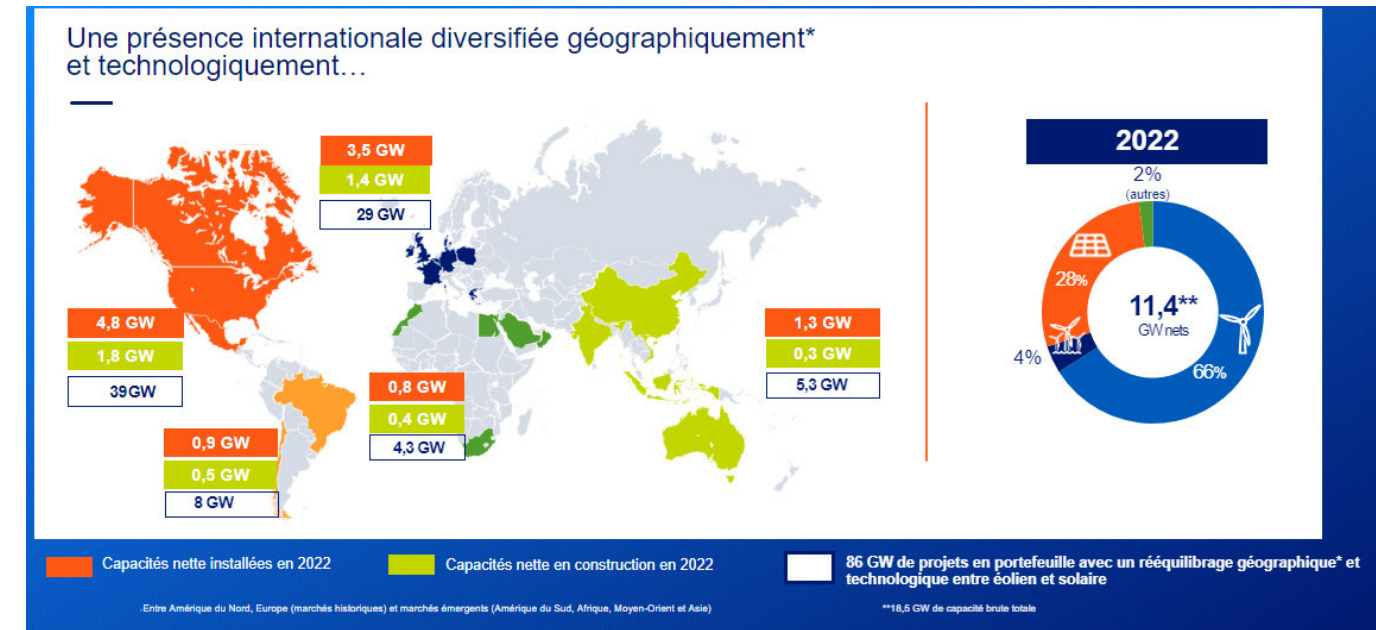 Une présence internationale diversifiée géographiquement*
et technologiquement…
3,5 GW
1,4 GW
29 GW
4,8 GW
1,8 GW
39GW
0,9 GW
0,5 GW
8 GW
0,8 GW
0,4 GW
4,3 GW
1,3 GW
0,3 GW
5,3 GW
2022
2%
(autres)
28%
11,4**
GW nets
4%
66%
Capacités nette installées en 2022
Capacités nette en construction en 2022
86 GW de projets en portefeuille avec un rééquilibrage géographique* et
technologique entre éolien et solaire
.Entre Amérique du Nord, Europe (marchés historiques) et marchés émergents (Amérique du Sud, Afrique, Moyen-Orient et Asie)
**18,5 GW de capacité brute totale